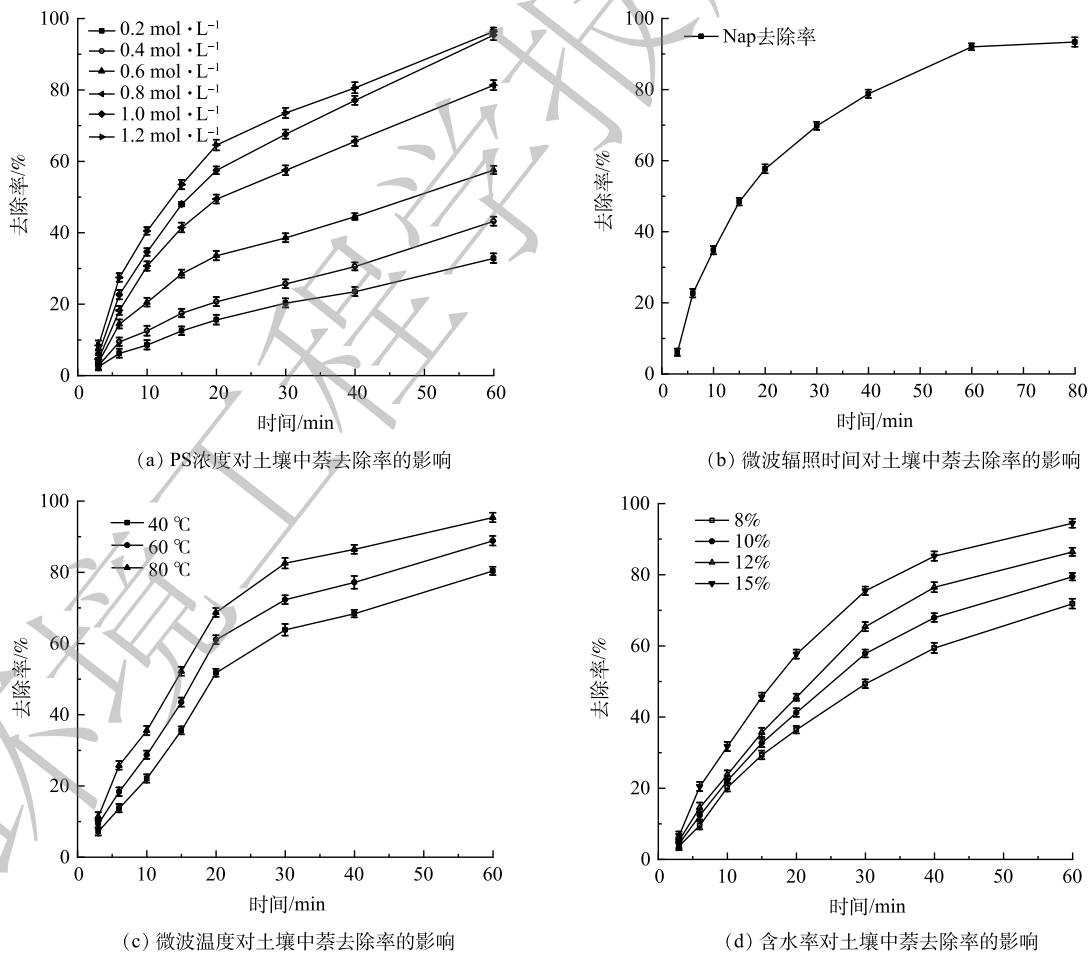 0.2 mol·L⁻¹
0.4 mol·L⁻¹
0.6 mol·L⁻¹
0.8 mol·L⁻¹
1.0 mol·L⁻¹
1.2 mol·L⁻¹
100
80
60
40
20
0
去除率/%
0 10 20 30 40 50 60
时间/min
(a) PS浓度对土壤中萘去除率的影响
Nap去除率
100
80
60
40
20
0
去除率/%
0 10 20 30 40 50 60 70 80
时间/min
(b) 微波辐照时间对土壤中萘去除率的影响
40 ℃
60 ℃
80 ℃
100
80
60
40
20
0
去除率/%
0 10 20 30 40 50 60
时间/min
(c) 微波温度对土壤中萘去除率的影响
8%
10%
12%
15%
100
80
60
40
20
0
去除率/%
0 10 20 30 40 50 60
时间/min
(d) 含水率对土壤中萘去除率的影响
环境工程学报